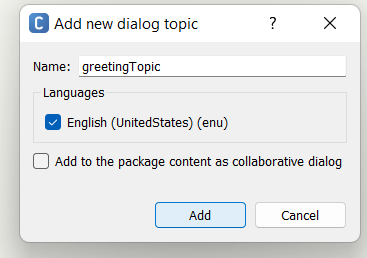 C Add new dialog topic ?
Name: greetingTopic
Languages
English (UnitedStates) (enu)
Add to the package content as collaborative dialog
Add Cancel